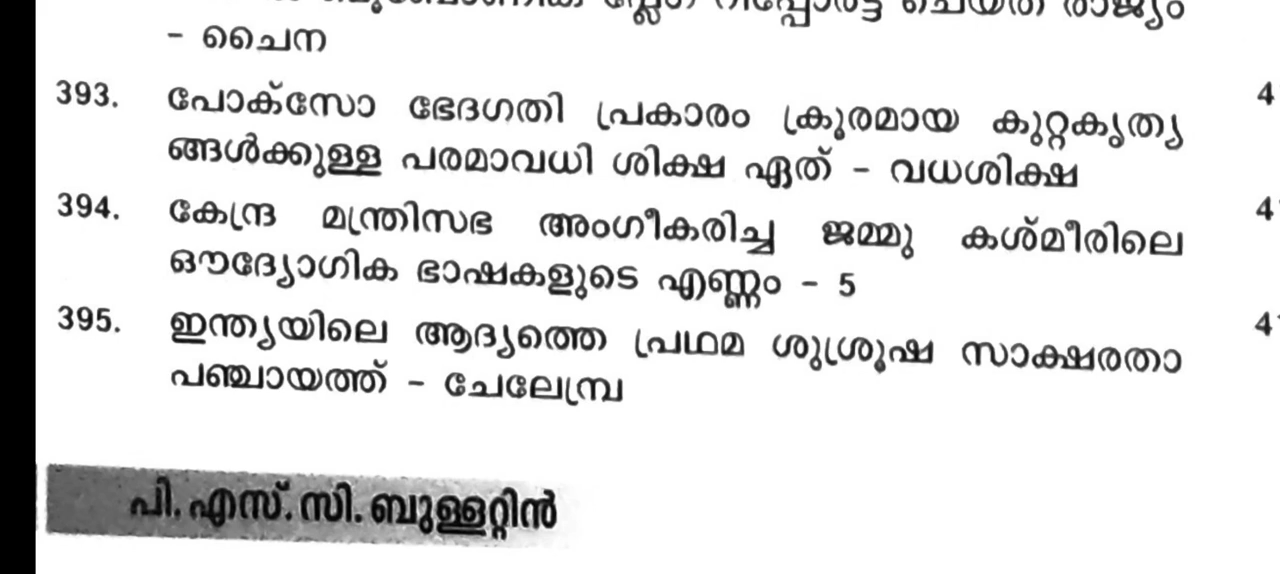 റിപ്പോർട്ട് ചെയ്ത രാജ്യം
- ചൈന
393. പോക്സോ ഭേദഗതി പ്രകാരം ക്രൂരമായ കുറ്റകൃത്യ
ങ്ങൾക്കുള്ള പരമാവധി ശിക്ഷ ഏത് - വധശിക്ഷ
394. കേന്ദ്ര മന്ത്രിസഭ അംഗീകരിച്ച ജമ്മു കശ്മീരിലെ
ഔദ്യോഗിക ഭാഷകളുടെ എണ്ണം - 5
395. ഇന്ത്യയിലെ ആദ്യത്തെ പ്രഥമ ശുശ്രൂഷ സാക്ഷരതാ
പഞ്ചായത്ത് - ചേലേമ്പ്ര
പി. എസ്. സി. ബുള്ളറ്റിൻ